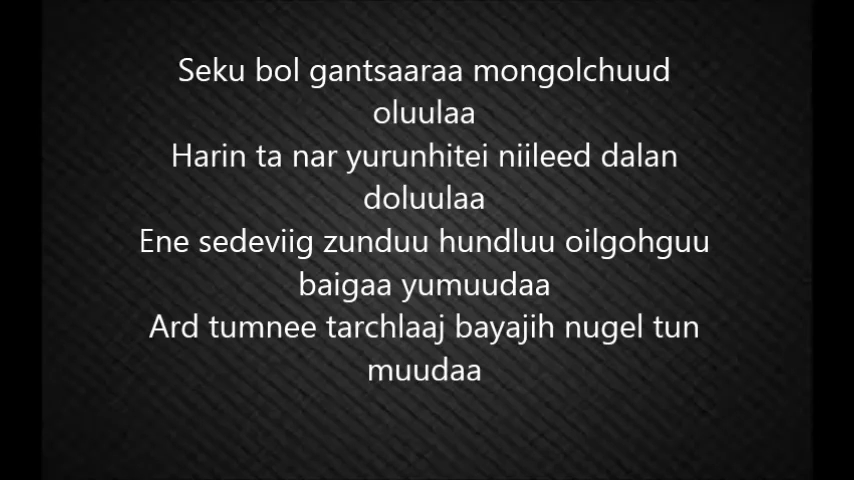 Seku bol gantsaaraa mongolchuud
oluulaa
Harin ta nar yurunhitei niileed dalan
doluulaa
Ene sedeviig zunduu hundluu oilgohguu
baigaa yumuudaa
Ard tumnee tarchlaaj bayajih nugel tun
muudaa